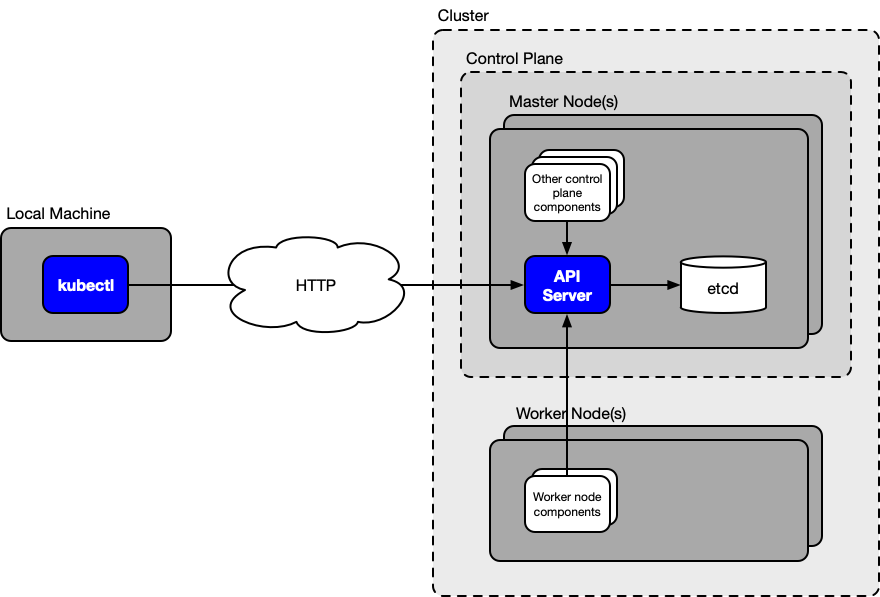 Cluster
Control Plane
Master Node(s)
Other control
plane
components
Local Machine
kubectl
HTTP
API
Server
etcd
Worker Node(s)
Worker node
components